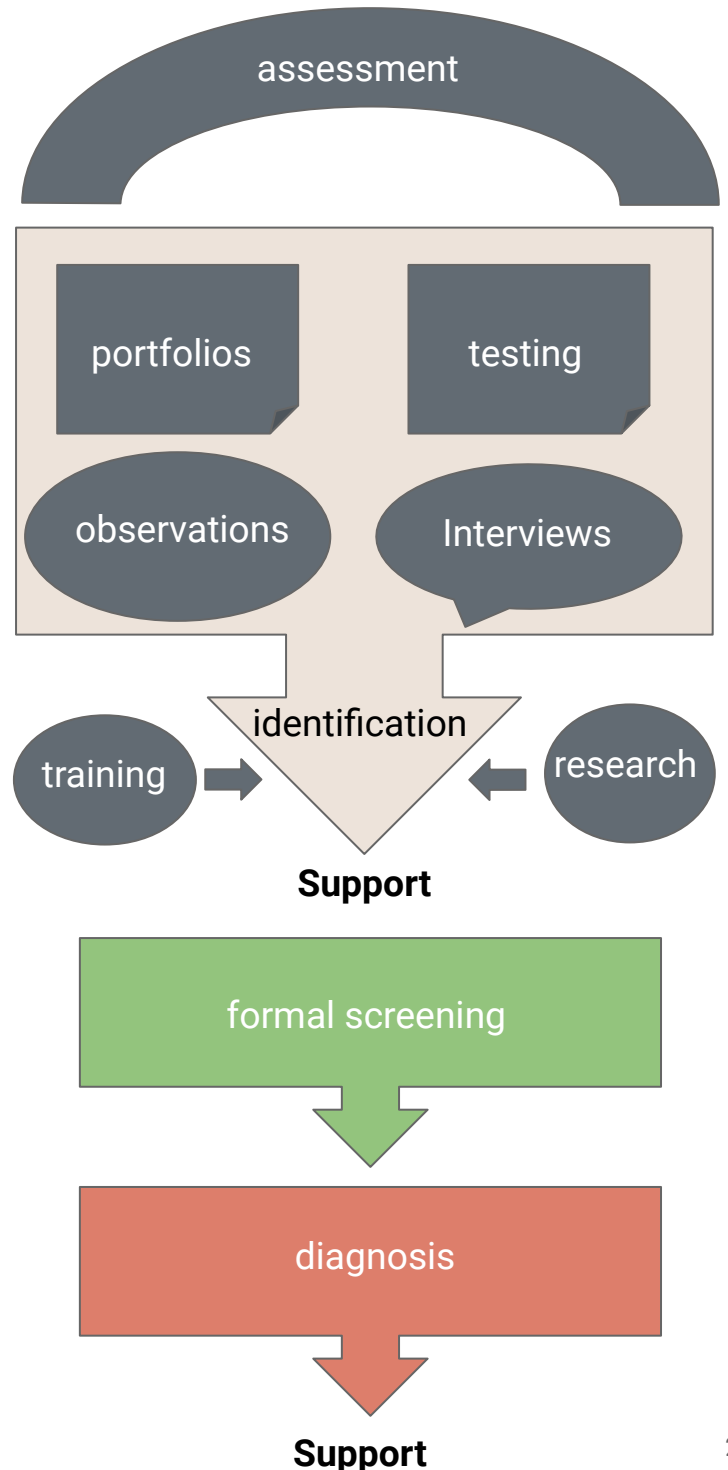 assessment
portfolios
testing
observations
Interviews
identification
training
research
Support
formal screening
diagnosis
Support